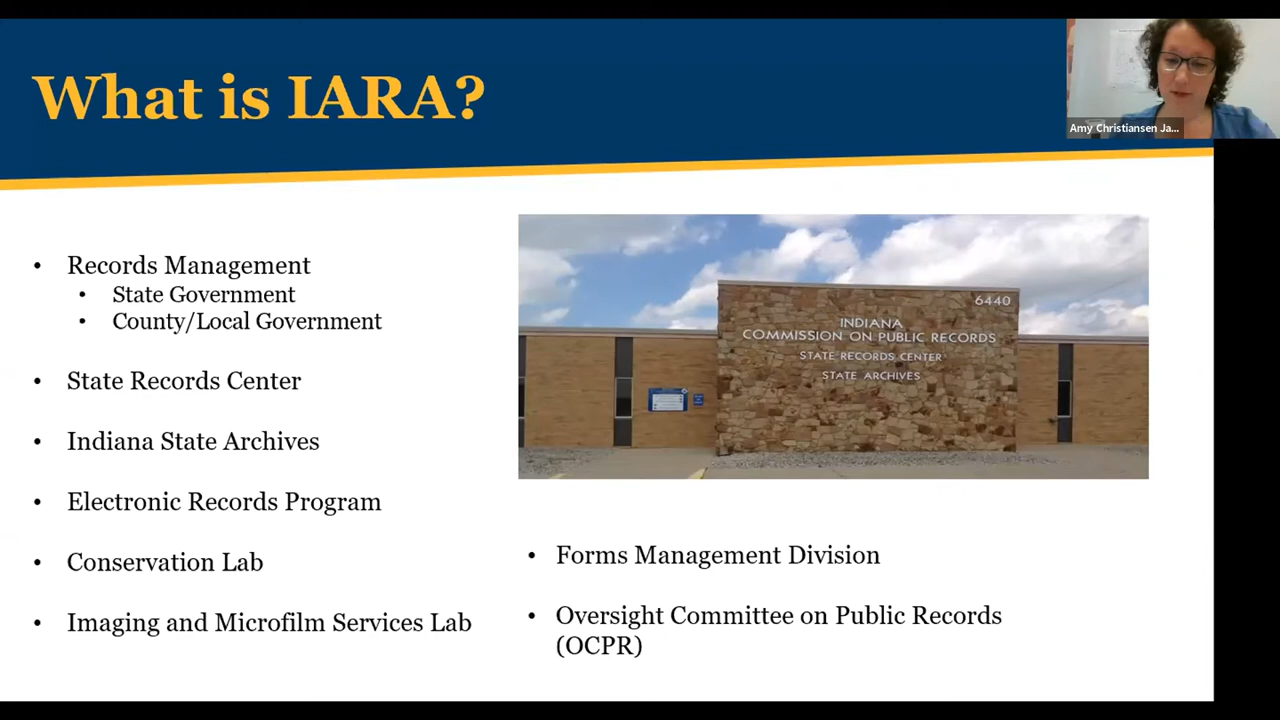 What is IARA?
Amy Christiansen Ja...
• Records Management
• State Government
• County/Local Government
• State Records Center
• Indiana State Archives
• Electronic Records Program
• Conservation Lab
• Imaging and Microfilm Services Lab
6440
INDIANA
COMMISSION ON PUBLIC RECORDS
STATE RECORDS CENTER
STATE ARCHIVES
• Forms Management Division
• Oversight Committee on Public Records
(OCPR)